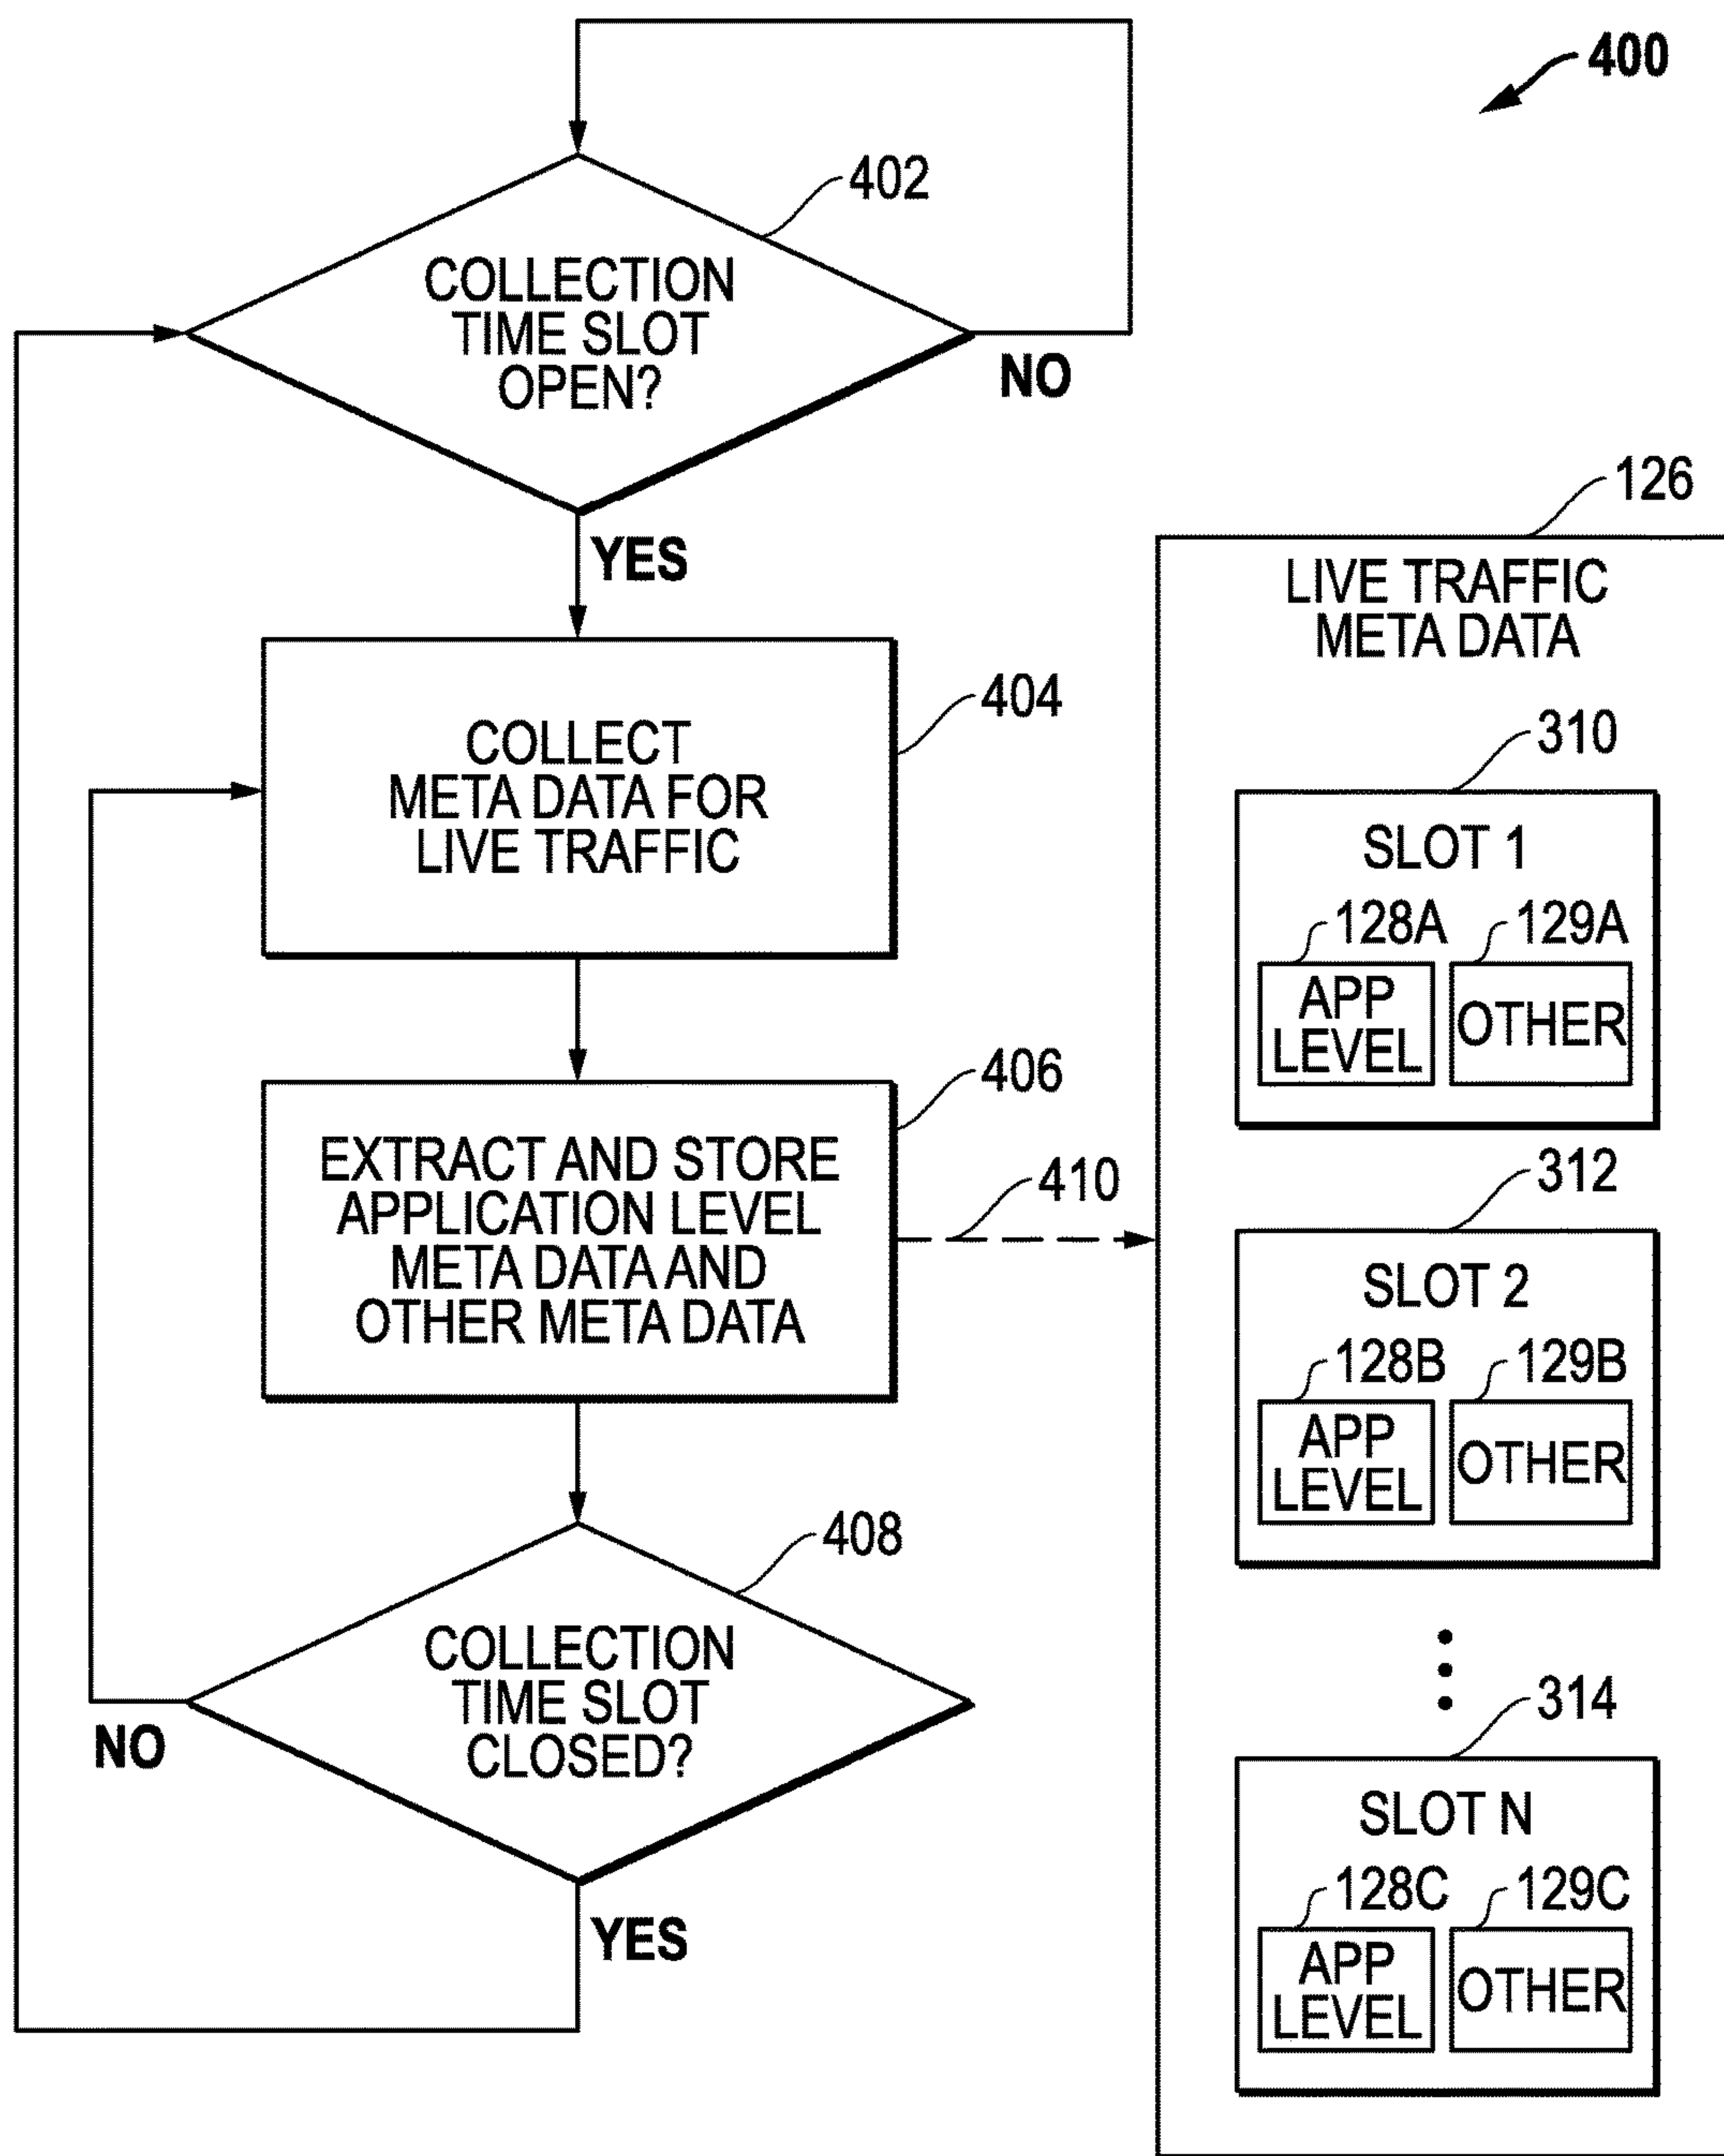 400
402
COLLECTION
TIME SLOT
OPEN?
NO
YES
404
COLLECT
META DATA FOR
LIVE TRAFFIC
406
EXTRACT AND STORE
APPLICATION LEVEL
META DATA AND
OTHER META DATA
410
408
COLLECTION
TIME SLOT
CLOSED?
NO
YES
126
LIVE TRAFFIC
META DATA
310
SLOT 1
128A 129A
APP
LEVEL
OTHER
312
SLOT 2
128B 129B
APP
LEVEL
OTHER
314
SLOT N
128C 129C
APP
LEVEL
OTHER